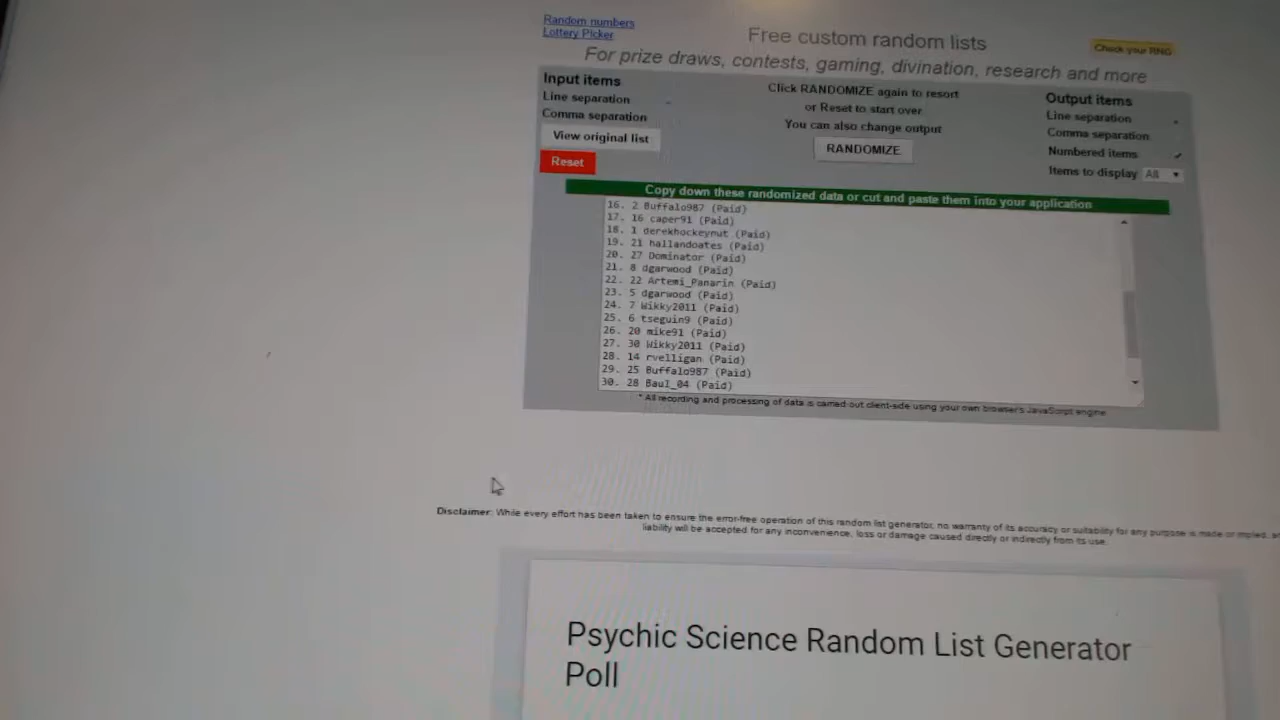 Random numbers
Lottery Picker
Free custom random lists
Check your RNG
For prize draws, contests, gaming, divination, research and more
Input items
Line separation
Comma separation
View original list
Reset
Click RANDOMIZE again to resort
or Reset to start over
You can also change output
RANDOMIZE
Output items
Line separation
Comma separation
Numbered items
Items to display All
Copy down these randomized data or cut and paste them into your application
16. 2 Buffalo987 (Paid)
17. 16 caper91 (Paid)
18. 1 derekhockeynut (Paid)
19. 21 hallandoates (Paid)
20. 27 Dominator (Paid)
21. 8 dgarwood (Paid)
22. 22 Artemi_Panarin (Paid)
23. 5 dgarwood (Paid)
24. 7 Wikky2011 (Paid)
25. 6 tseguin9 (Paid)
26. 20 mike91 (Paid)
27. 30 Wikky2011 (Paid)
28. 14 rvelligan (Paid)
29. 25 Buffalo987 (Paid)
30. 28 Baul_04 (Paid)
* All recording and processing of data is carried out client-side using your own browser's JavaScript engine
Disclaimer: While every effort has been taken to ensure the error-free operation of this random list generator, no warranty of its accuracy or suitability for any purpose is made or implied,
liability will be accepted for any inconvenience, loss or damage caused directly or indirectly from its use.
Psychic Science Random List Generator
Poll